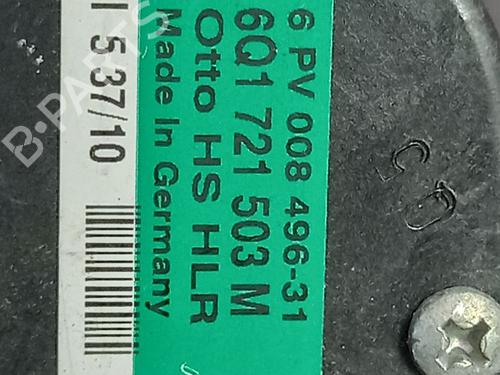 6 PV 008 496-31
6Q1 721 503 M
Otto HS HLR
Made in Germany
537/10
B-PARTS